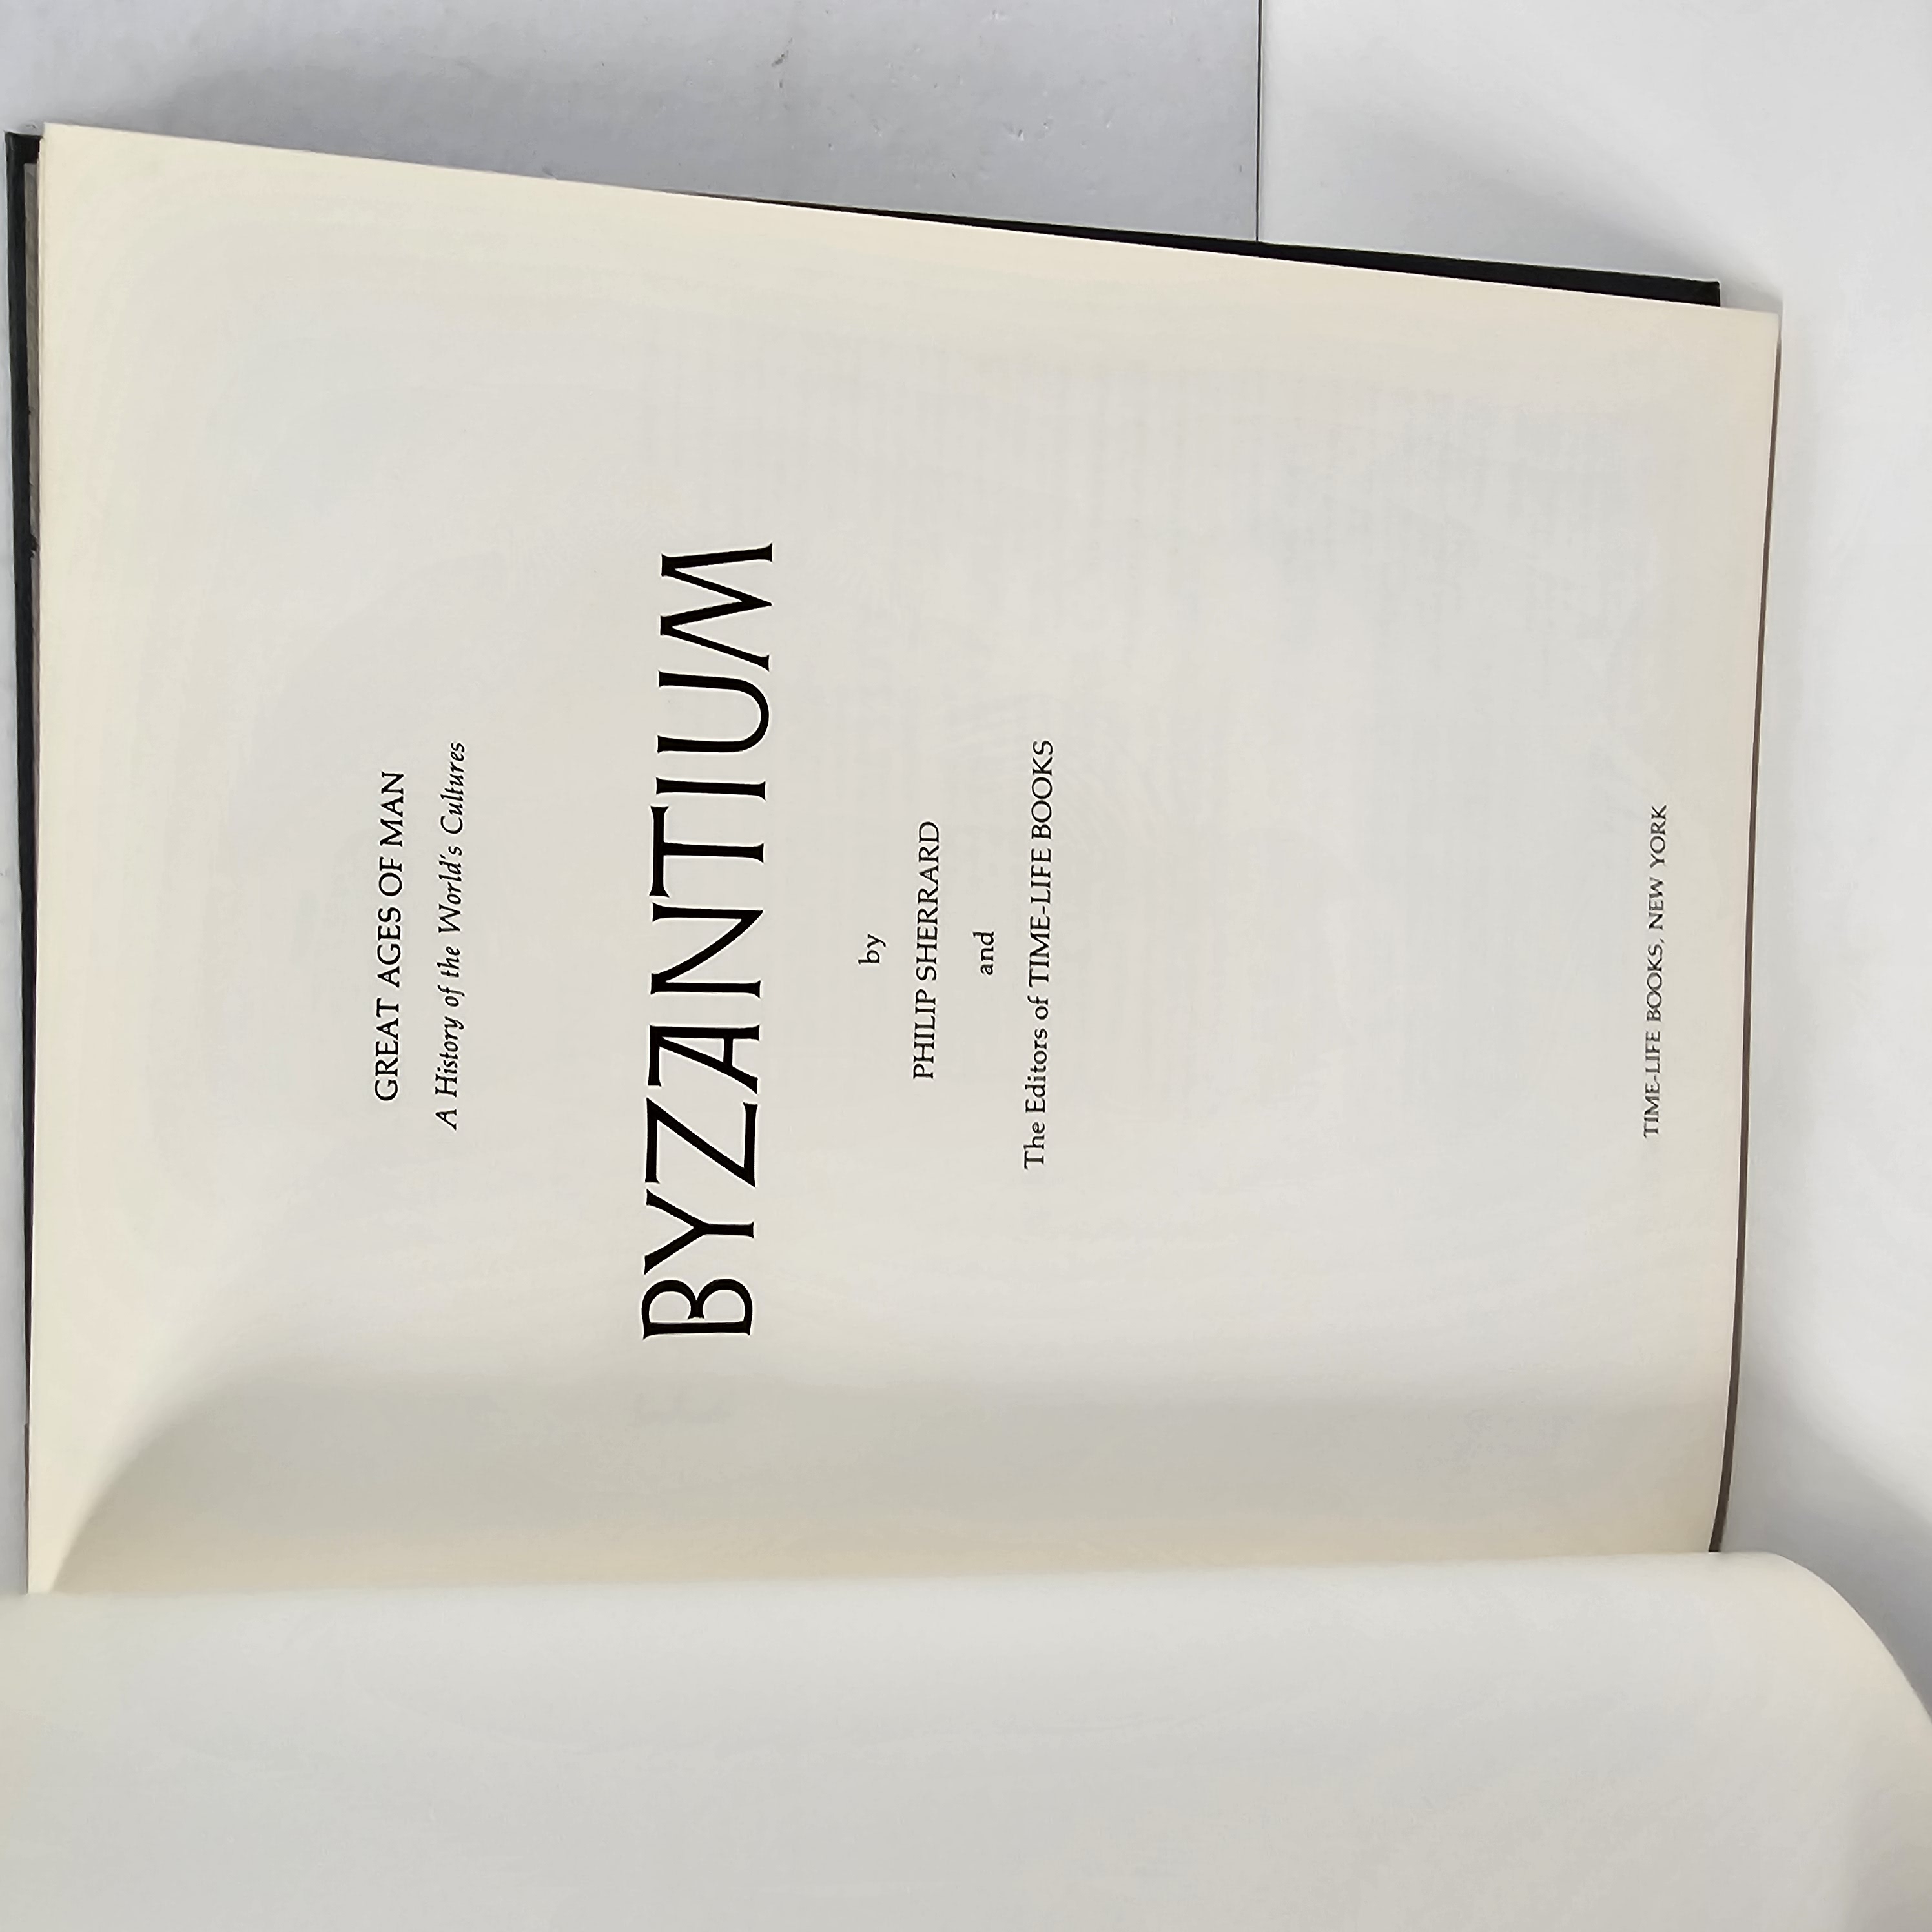 GREAT AGES OF MAN
A History of the World's Cultures
BYZANTIUM
by
PHILIP SHERRARD
and
The Editors of TIME-LIFE BOOKS
TIME-LIFE BOOKS, NEW YORK